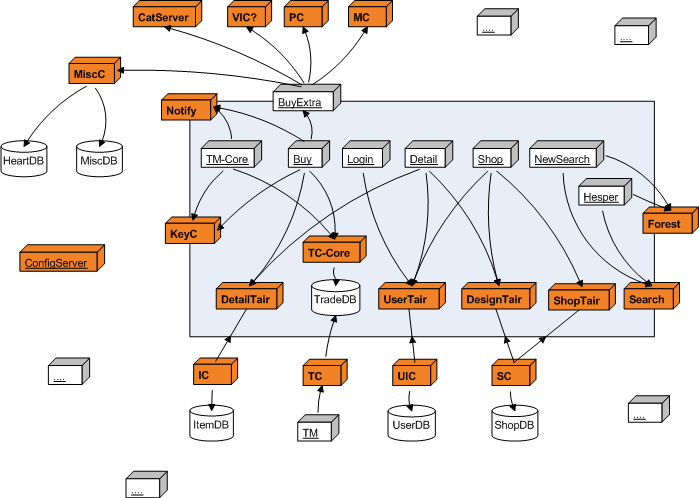 CatServer
VIC?
PC
MC
....
....
MiscC
BuyExtra
Notify
HeartDB
MiscDB
TM-Core
Buy
Login
Detail
Shop
NewSearch
Hesper
KeyC
Forest
TC-Core
ConfigServer
DetailTair
TradeDB
UserTair
DesignTair
ShopTair
Search
....
IC
TC
UIC
SC
....
ItemDB
TM
UserDB
ShopDB
....